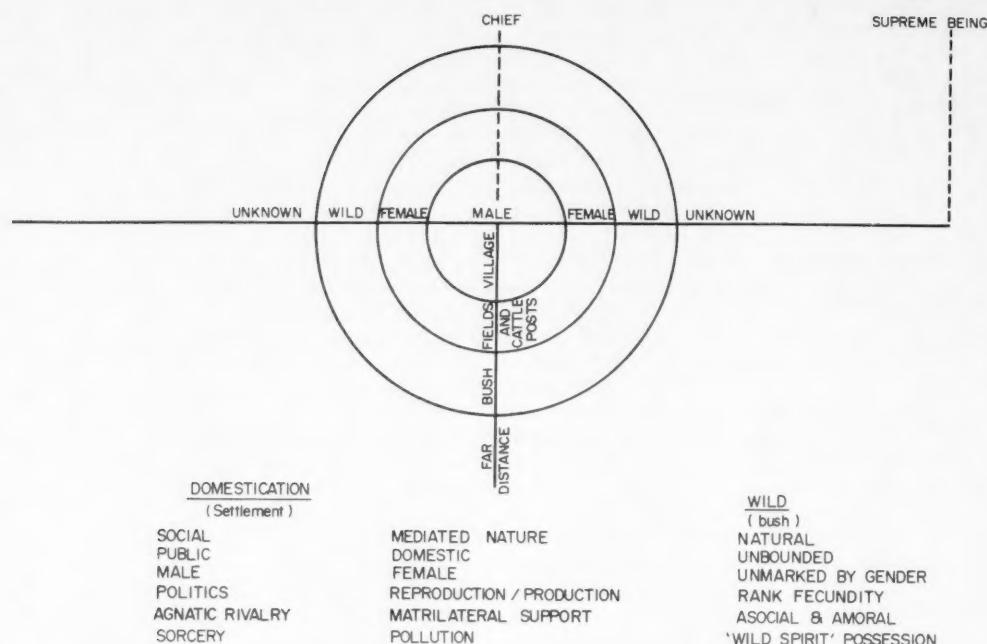 CHIEF
SUPREME BEING
UNKNOWN WILD FEMALE MALE FEMALE WILD UNKNOWN
VILLAGE
FIELDS AND CATTLE POSTS
BUSH
FAR DISTANCE
DOMESTICATION
(Settlement)
SOCIAL
PUBLIC
MALE
POLITICS
AGNATIC RIVALRY
SORCERY
MEDIATED NATURE
DOMESTIC
FEMALE
REPRODUCTION / PRODUCTION
MATRILATERAL SUPPORT
POLLUTION
WILD
(bush)
NATURAL
UNBOUNDED
UNMARKED BY GENDER
RANK FECUNDITY
ASOCIAL & AMORAL
'WILD SPIRIT' POSSESSION